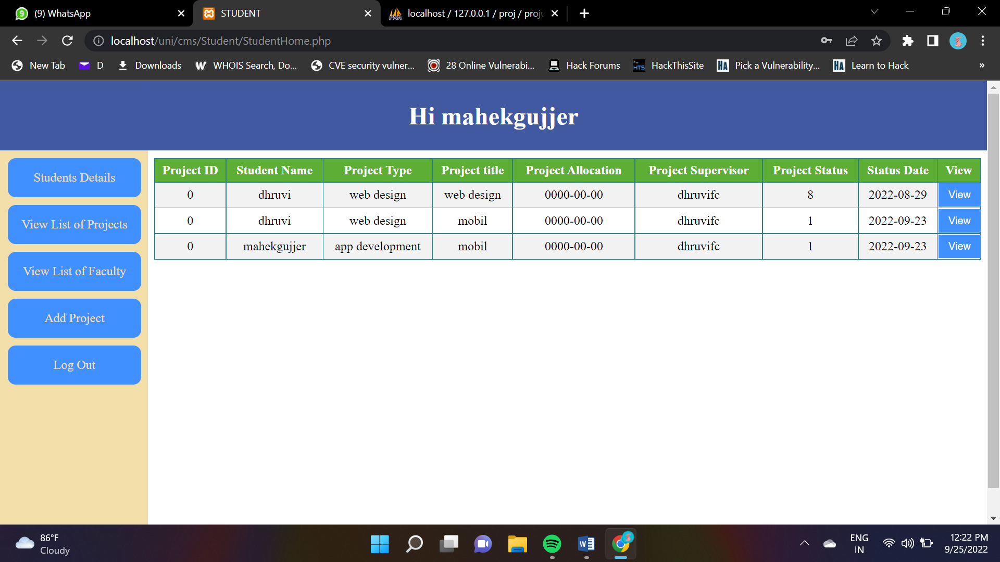 (9) WhatsApp
STUDENT
localhost / 127.0.0.1 / proj / proj
localhost/uni/cms/Student/StudentHome.php
New Tab D Downloads WHOIS Search, Do... CVE security vulner... 28 Online Vulnerabi... Hack Forums HackThisSite Pick a Vulnerability... Learn to Hack »
Hi mahekgujjer
Students Details
View List of Projects
View List of Faculty
Add Project
Log Out
Project ID Student Name Project Type Project title Project Allocation Project Supervisor Project Status Status Date View
0 dhruvi web design web design 0000-00-00 dhruvifc 8 2022-08-29 View
0 dhruvi web design mobil 0000-00-00 dhruvifc 1 2022-09-23 View
0 mahekgujjer app development mobil 0000-00-00 dhruvifc 1 2022-09-23 View
86°F
Cloudy
ENG
IN
12:22 PM
9/25/2022